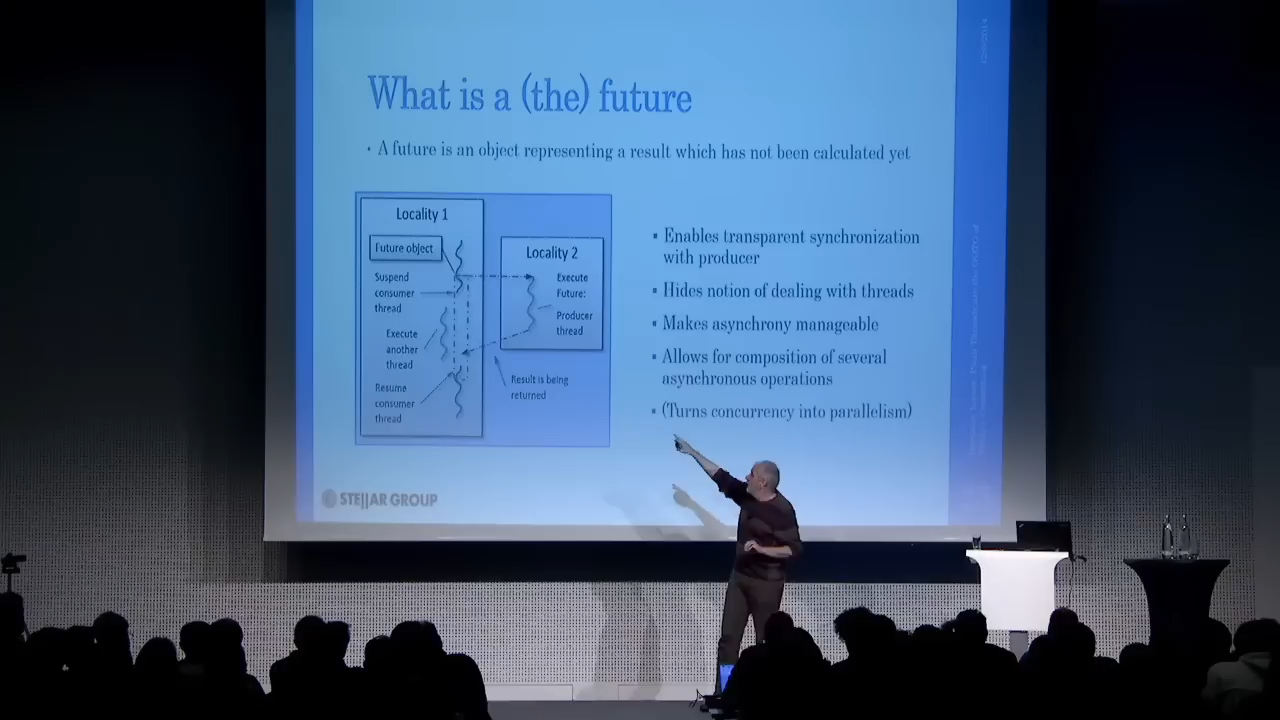 What is a (the) future
• A future is an object representing a result which has not been calculated yet
Locality 1
Future object
Suspend
consumer
thread
Execute
another
thread
Resume
consumer
thread
Locality 2
Execute
Future:
Producer
thread
Result is being
returned
▪ Enables transparent synchronization
with producer
▪ Hides notion of dealing with threads
▪ Makes asynchrony manageable
▪ Allows for composition of several
asynchronous operations
▪ (Turns concurrency into parallelism)
STE||AR GROUP